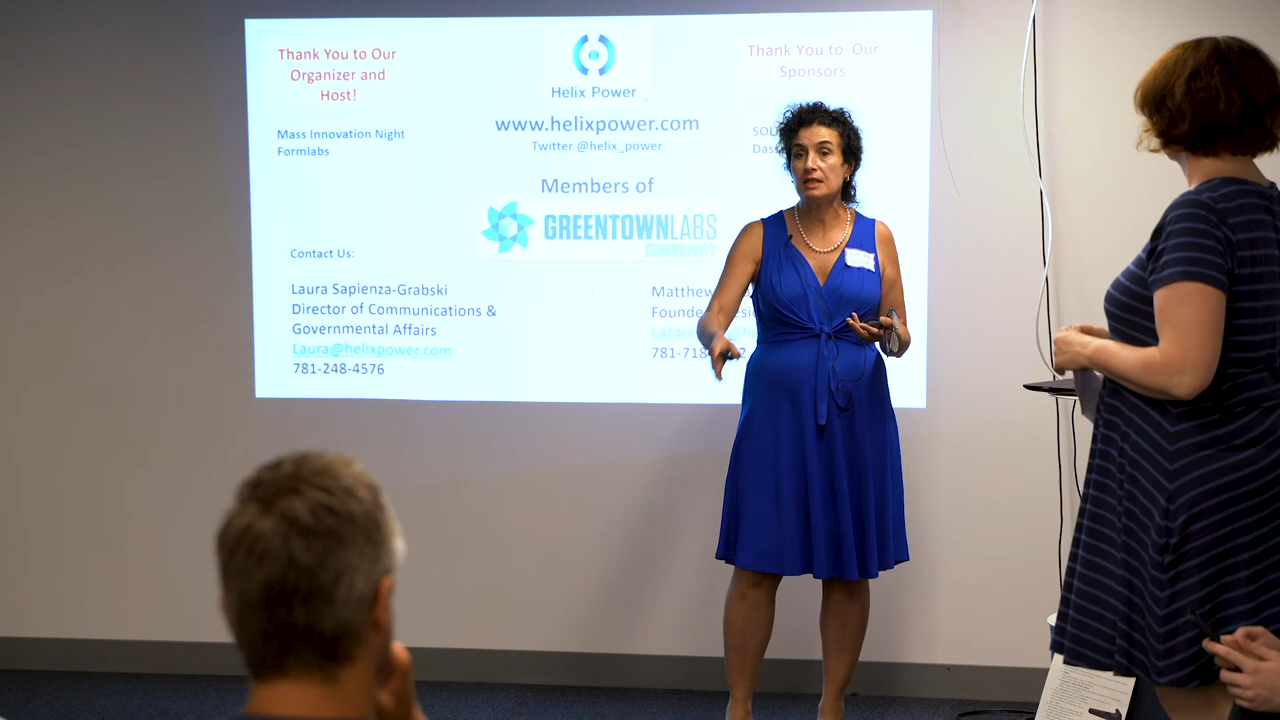 Thank You to Our
Organizer and
Host!
Mass Innovation Night
Formlabs
Helix Power
www.helixpower.com
Twitter @helix_power
Members of
GREENTOWNLABS
COMMUNITY
Thank You to Our
Sponsors
Contact Us:
Laura Sapienza-Grabski
Director of Communications &
Governmental Affairs
Laura@helixpower.com
781-248-4576
Matthew